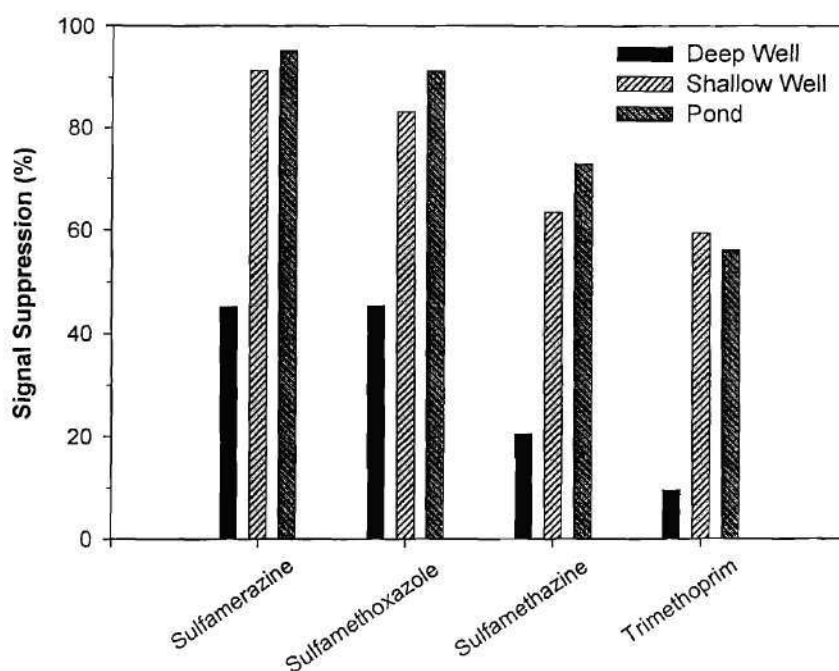 100
80
60
40
20
0
Signal Suppression (%)
Deep Well
Shallow Well
Pond
Sulfamerazine
Sulfamethoxazole
Sulfamethazine
Trimethoprim